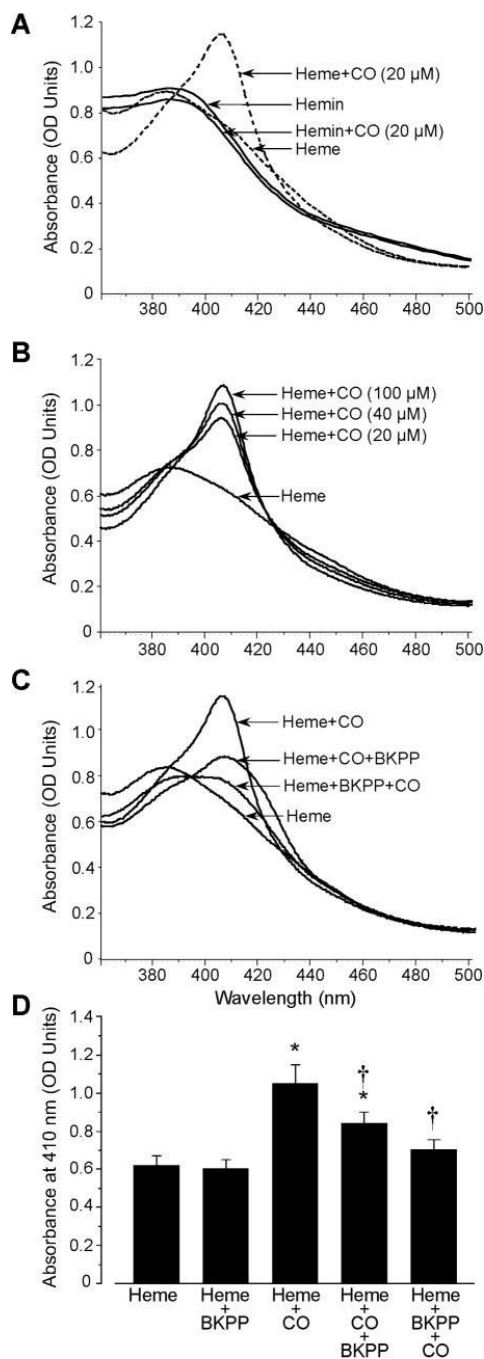 A
Absorbance (OD Units)
1.2
1.0
0.8
0.6
0.4
0.2
0
Heme+CO (20 µM)
Hemin
Hemin+CO (20 µM)
Heme
380 400 420 440 460 480 500
B
Absorbance (OD Units)
1.2
1.0
0.8
0.6
0.4
0.2
0
Heme+CO (100 µM)
Heme+CO (40 µM)
Heme+CO (20 µM)
Heme
380 400 420 440 460 480 500
C
Absorbance (OD Units)
1.2
1.0
0.8
0.6
0.4
0.2
0
Heme+CO
Heme+CO+BKPP
Heme+BKPP+CO
Heme
380 400 420 440 460 480 500
Wavelength (nm)
D
Absorbance at 410 nm (OD Units)
1.4
1.2
1.0
0.8
0.6
0.4
0.2
0
*
†
*
†
Heme
Heme
+
BKPP
Heme
+
CO
Heme
+
CO
+
BKPP
Heme
+
BKPP
+
CO